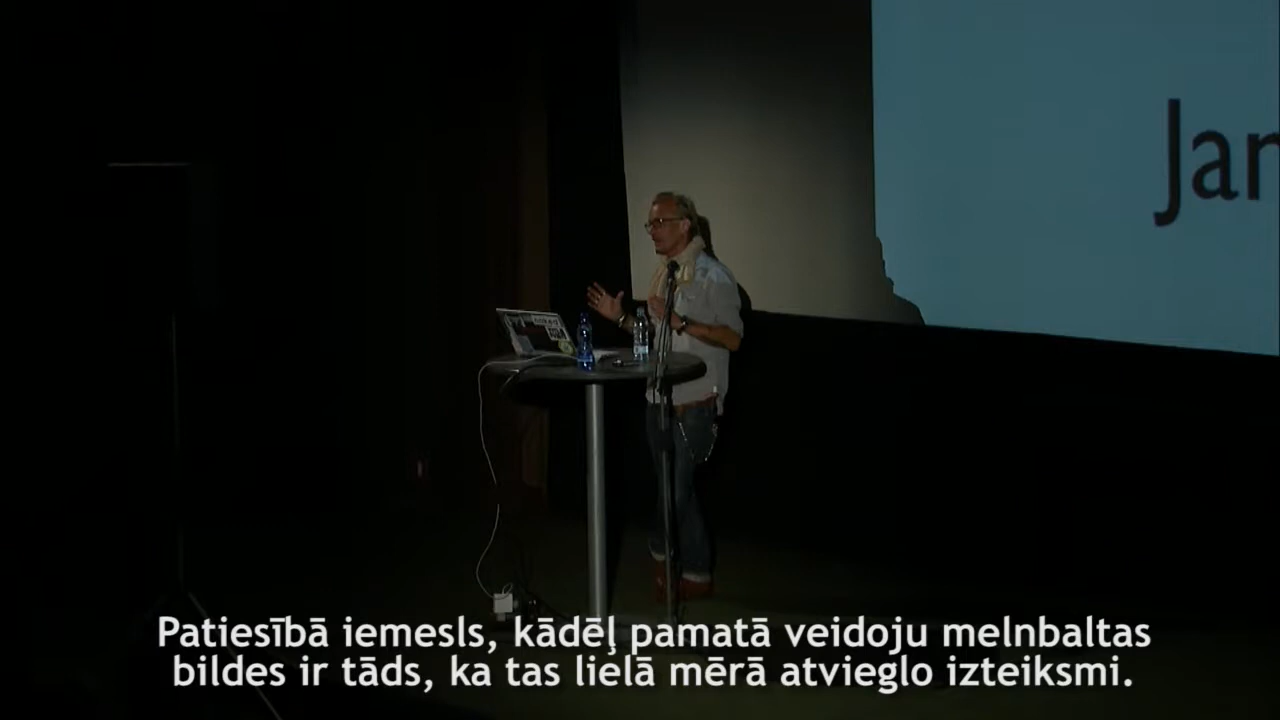 Jan
Patiesībā iemesls, kādēļ pamatā veidoju melnbaltas
bildes ir tāds, ka tas lielā mērā atvieglo izteiksmi.